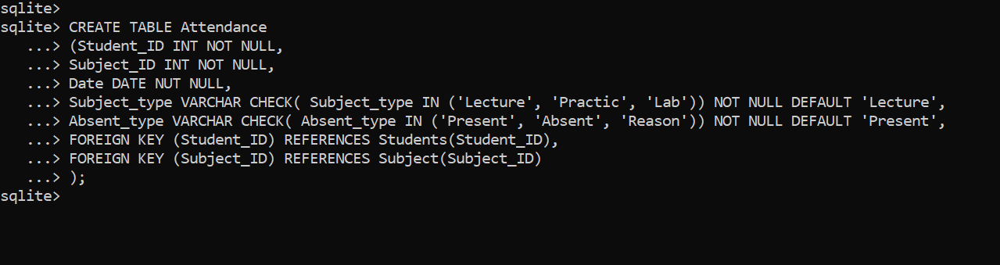 sqlite>
sqlite> CREATE TABLE Attendance
...> (Student_ID INT NOT NULL,
...> Subject_ID INT NOT NULL,
...> Date DATE NUT NULL,
...> Subject_type VARCHAR CHECK( Subject_type IN ('Lecture', 'Practic', 'Lab')) NOT NULL DEFAULT 'Lecture',
...> Absent_type VARCHAR CHECK( Absent_type IN ('Present', 'Absent', 'Reason')) NOT NULL DEFAULT 'Present',
...> FOREIGN KEY (Student_ID) REFERENCES Students(Student_ID),
...> FOREIGN KEY (Subject_ID) REFERENCES Subject(Subject_ID)
...> );
sqlite>